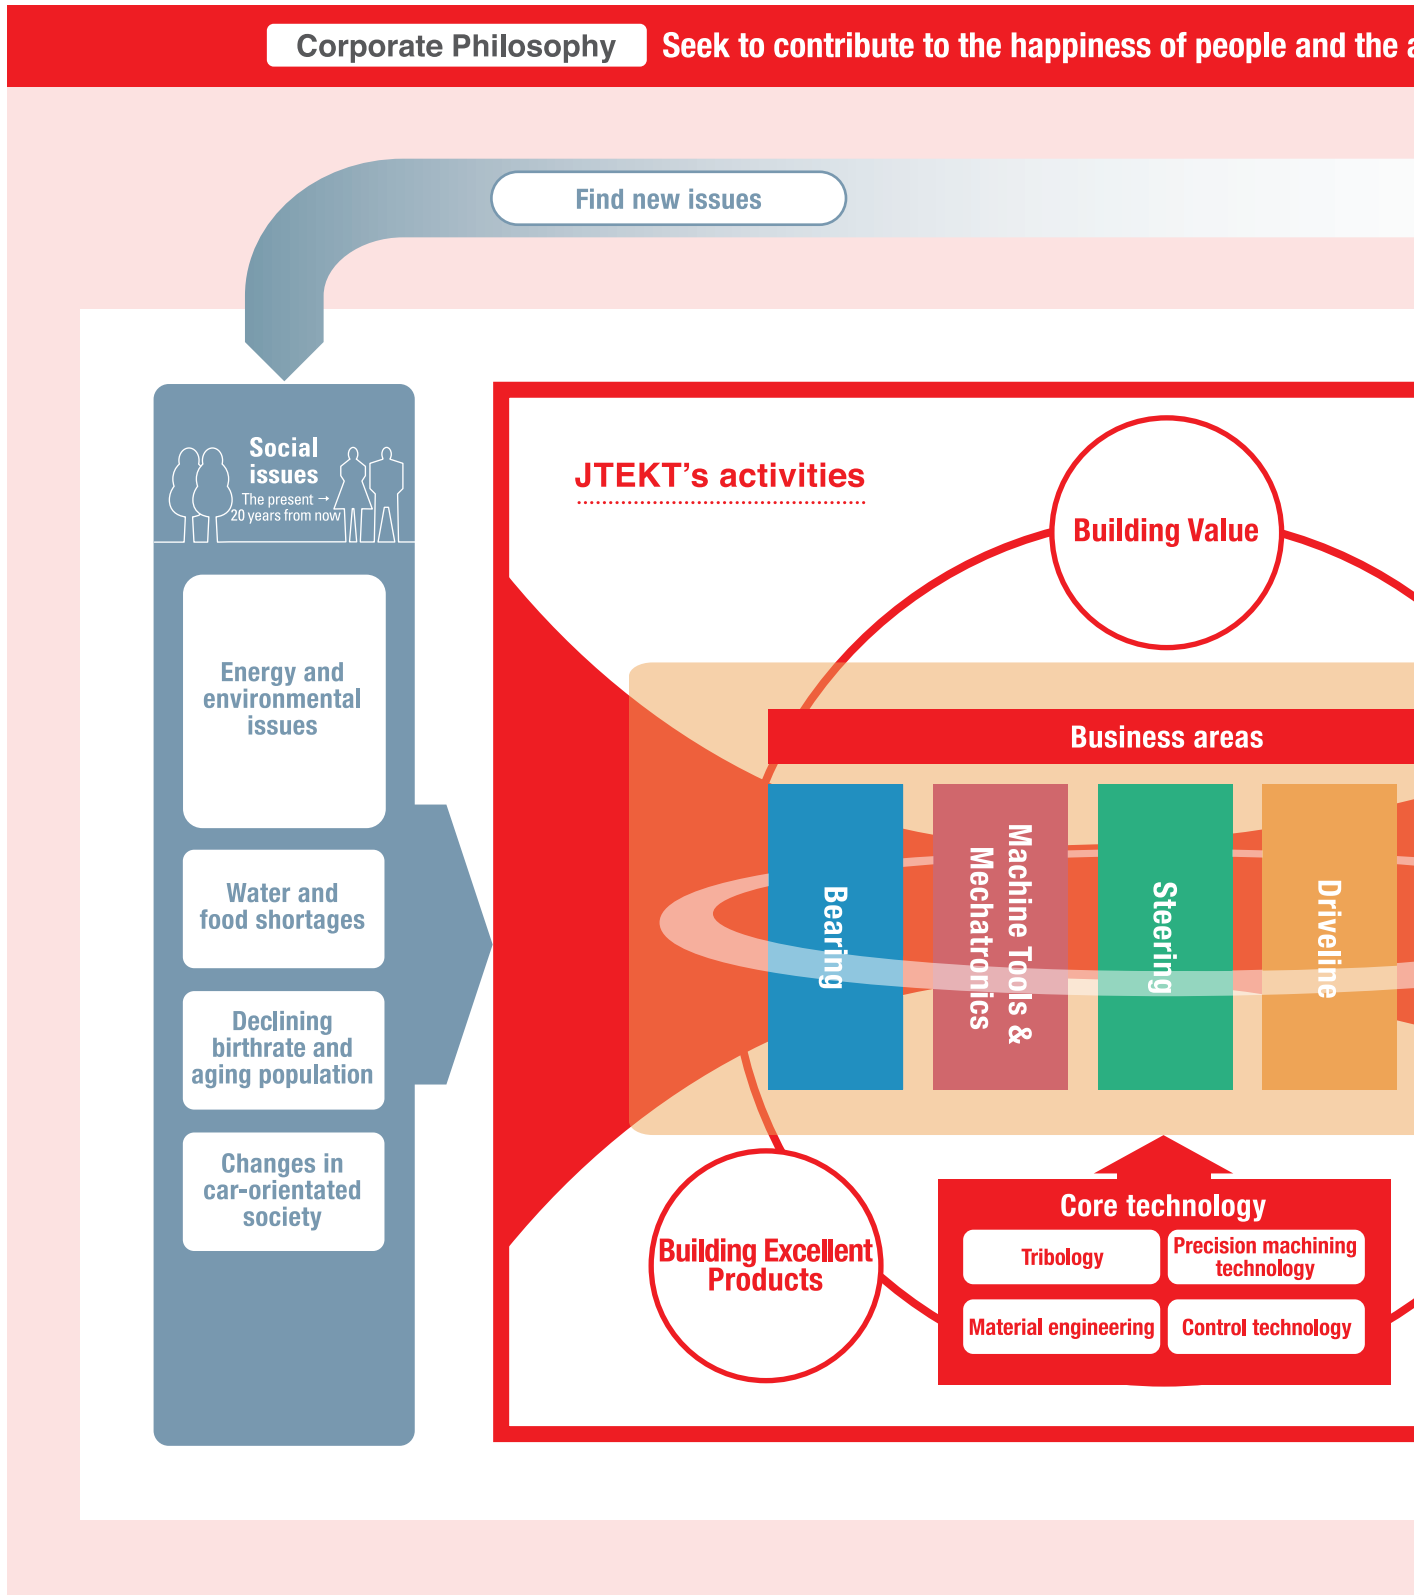 Corporate Philosophy
Seek to contribute to the happiness of people and the
Find new issues
Social
issues
The present →
20 years from now
Energy and
environmental
issues
Water and
food shortages
Declining
birthrate and
aging population
Changes in
car-orientated
society
JTEKT’s activities
Building Value
Business areas
Bearing
Machine Tools &
Mechatronics
Steering
Driveline
Building Excellent
Products
Core technology
Tribology
Precision machining
technology
Material engineering
Control technology